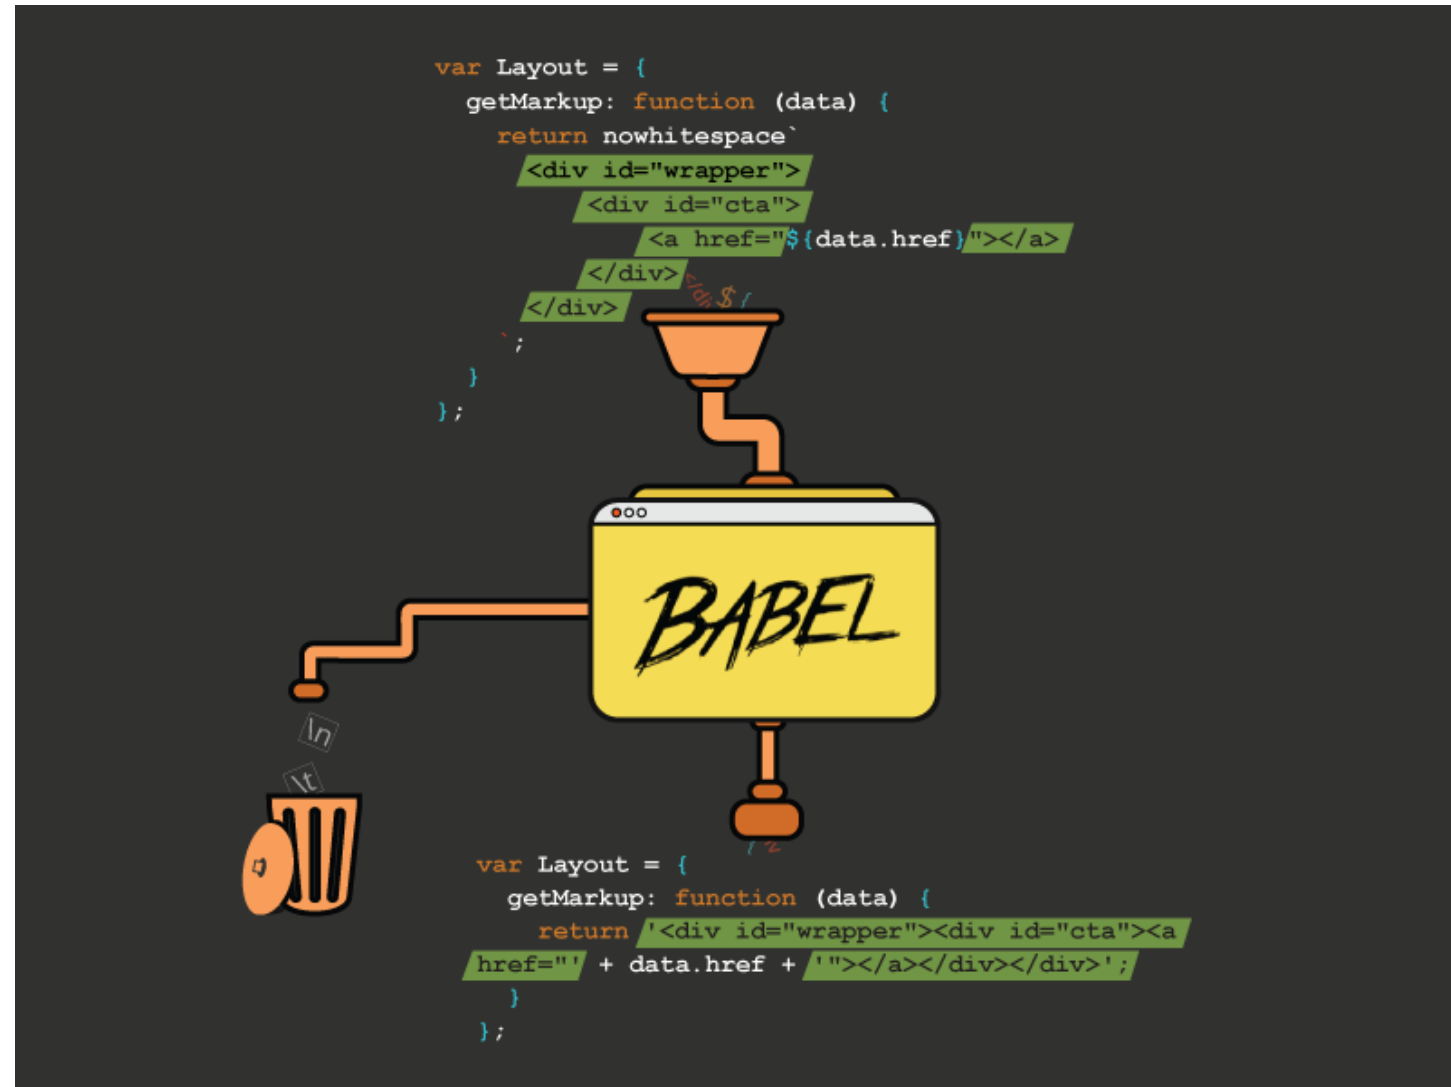 var Layout = {
getMarkup: function (data) {
return nowhitespace`
<div id="wrapper">
<div id="cta">
<a href="${data.href}"></a>
</div>
</div>
`;
}
};
</di
$ {
BABEL
\n
\t
var Layout = {
getMarkup: function (data) {
return '<div id="wrapper"><div id="cta"><a
href="' + data.href + '"></a></div></div>';
}
};